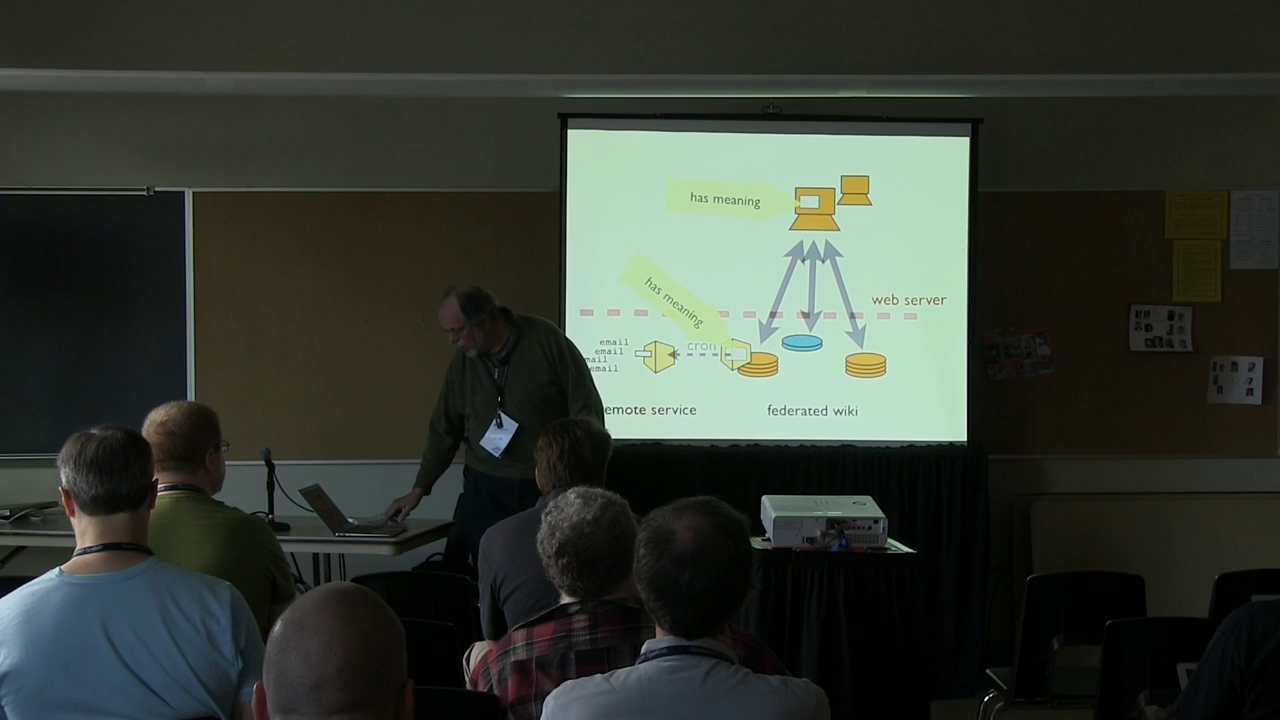 has meaning
has meaning
web server
email
email
mail
email
cron
emote service
federated wiki